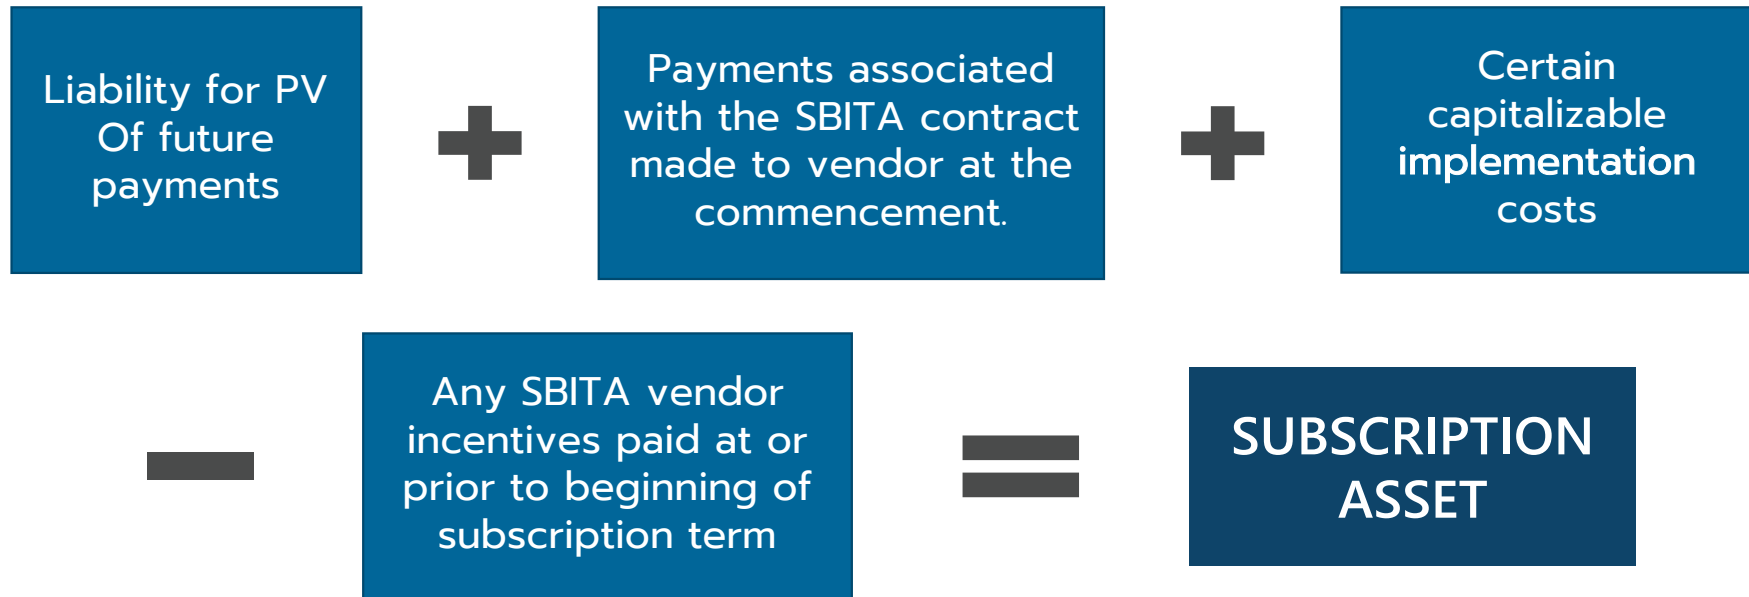 Liability for PV
Of future
payments
Payments associated
with the SBITA contract
made to vendor at the
commencement.
Certain
capitalizable
implementation
costs
Any SBITA vendor
incentives paid at or
prior to beginning of
subscription term
SUBSCRIPTION
ASSET